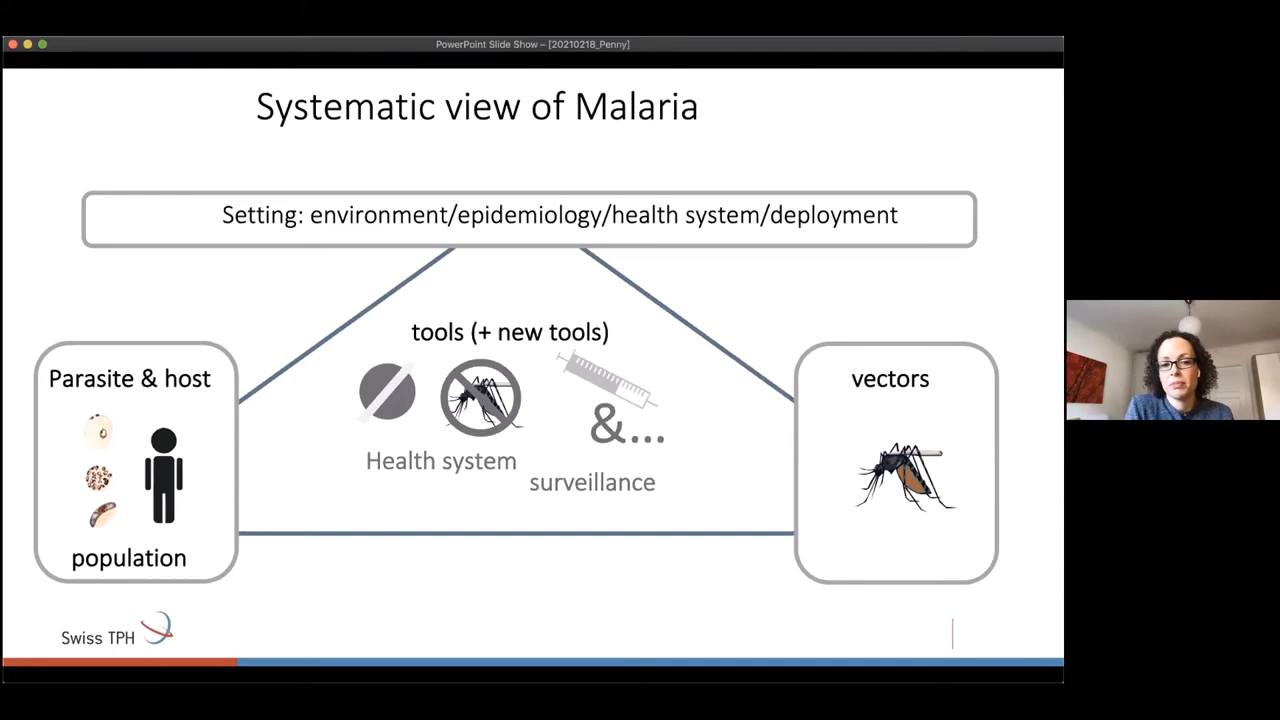 PowerPoint Slide Show – [20210218_Penny]
Systematic view of Malaria
Setting: environment/epidemiology/health system/deployment
tools (+ new tools)
Parasite & host
vectors
&...
Health system
surveillance
population
Swiss TPH